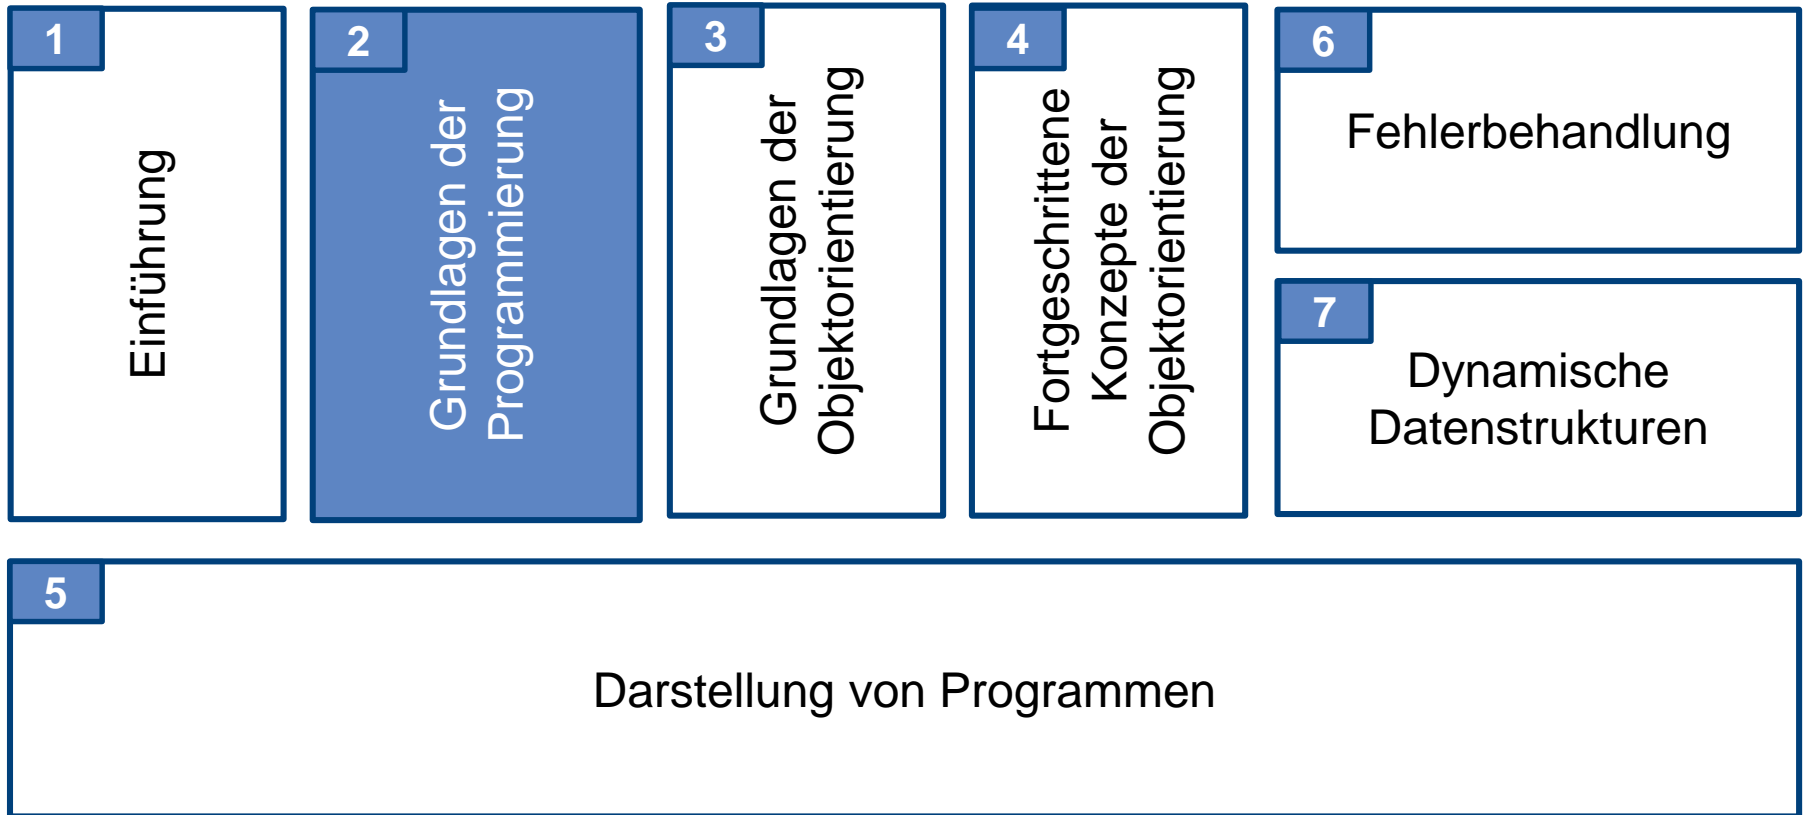 1
Einführung
2
Grundlagen der
Programmierung
3
Grundlagen der
Objektorientierung
4
Fortgeschrittene
Konzepte der
Objektorientierung
6
Fehlerbehandlung
7
Dynamische
Datenstrukturen
5
Darstellung von Programmen